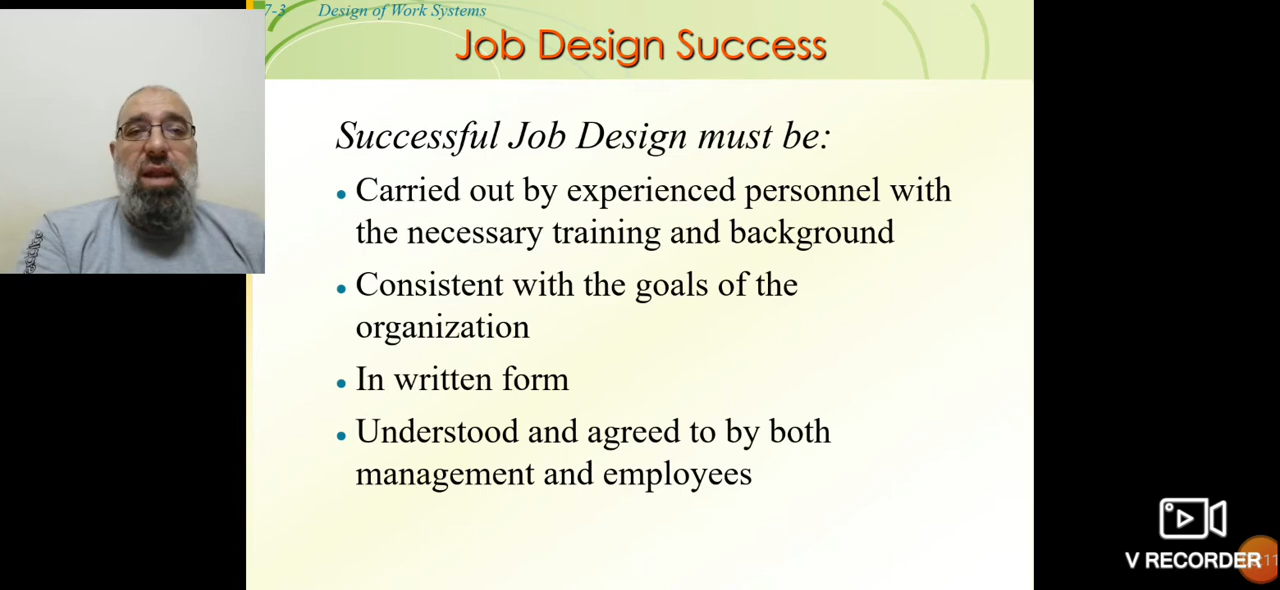 7-3 Design of Work Systems
Job Design Success
Successful Job Design must be:
• Carried out by experienced personnel with
the necessary training and background
• Consistent with the goals of the
organization
• In written form
• Understood and agreed to by both
management and employees
V RECORDER